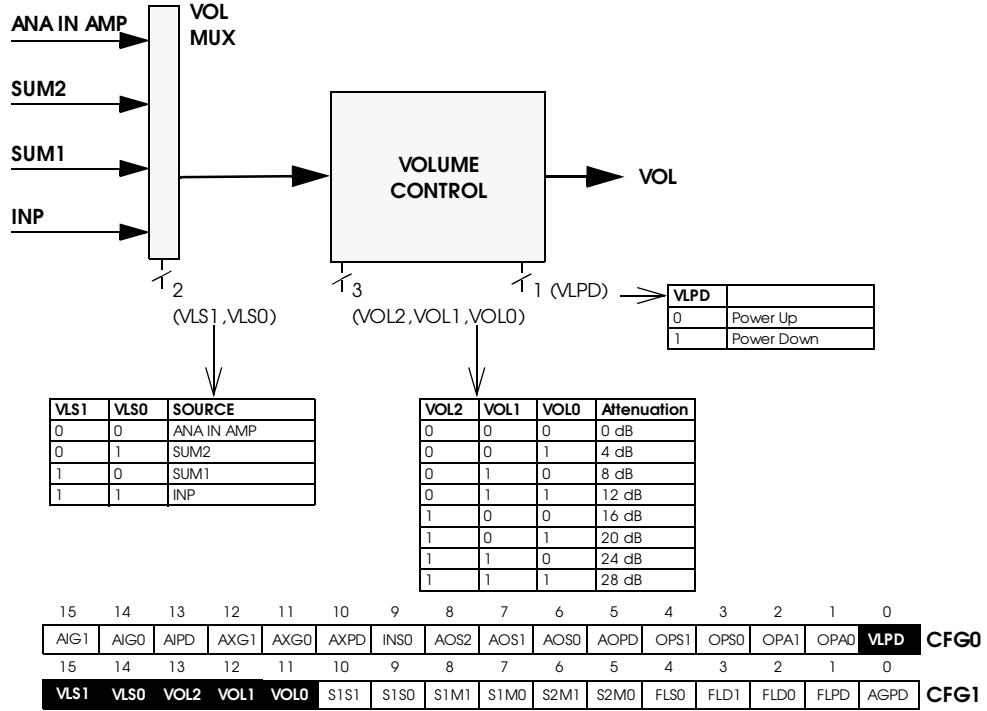 ANA IN AMP
VOL
MUX
SUM2
SUM1
VOLUME
CONTROL
VOL
INP
2
(VLS1,VLS0)
3
(VOL2,VOL1,VOL0)
1 (VLPD)
VLPD
0 Power Up
1 Power Down
VLS1 VLS0 SOURCE
0 0 ANA IN AMP
0 1 SUM2
1 0 SUM1
1 1 INP
VOL2 VOL1 VOL0 Attenuation
0 0 0 0 dB
0 0 1 4 dB
0 1 0 8 dB
0 1 1 12 dB
1 0 0 16 dB
1 0 1 20 dB
1 1 0 24 dB
1 1 1 28 dB
15 14 13 12 11 10 9 8 7 6 5 4 3 2 1 0
AIG1 AIG0 AIPD AXG1 AXG0 AXPD INS0 AOS2 AOS1 AOS0 AOPD OPS1 OPS0 OPA1 OPA0 VLPD CFG0
15 14 13 12 11 10 9 8 7 6 5 4 3 2 1 0
VLS1 VLS0 VOL2 VOL1 VOL0 S1S1 S1S0 S1M1 S1M0 S2M1 S2M0 FLS0 FLD1 FLD0 FLPD AGPD CFG1